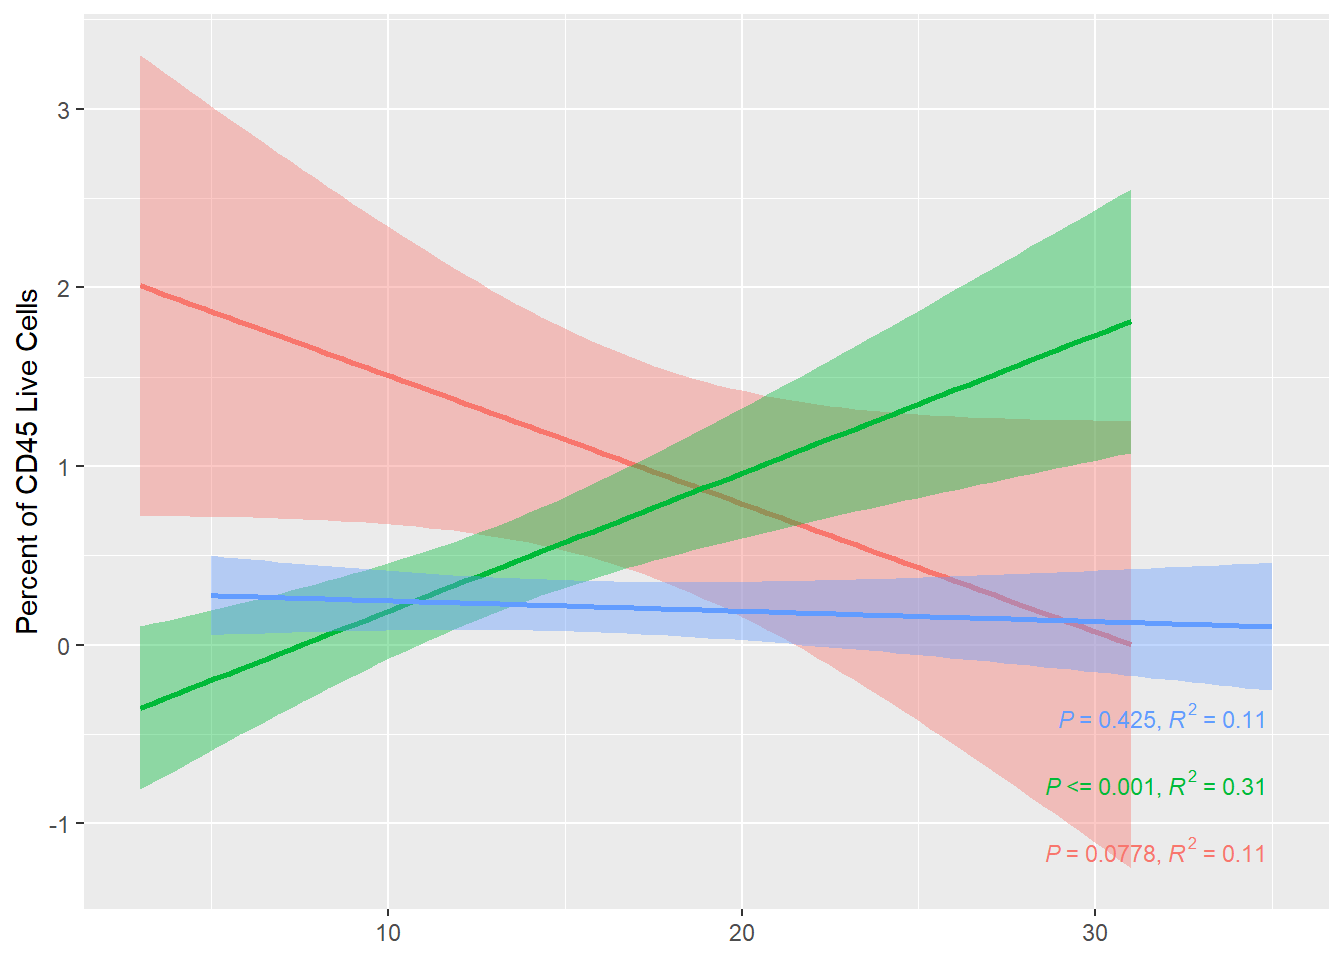 Percent of CD45 Live Cells
3
2
1
0
-1
10
20
30
P = 0.425, R² = 0.11
P <= 0.001, R² = 0.31
P = 0.0778, R² = 0.11